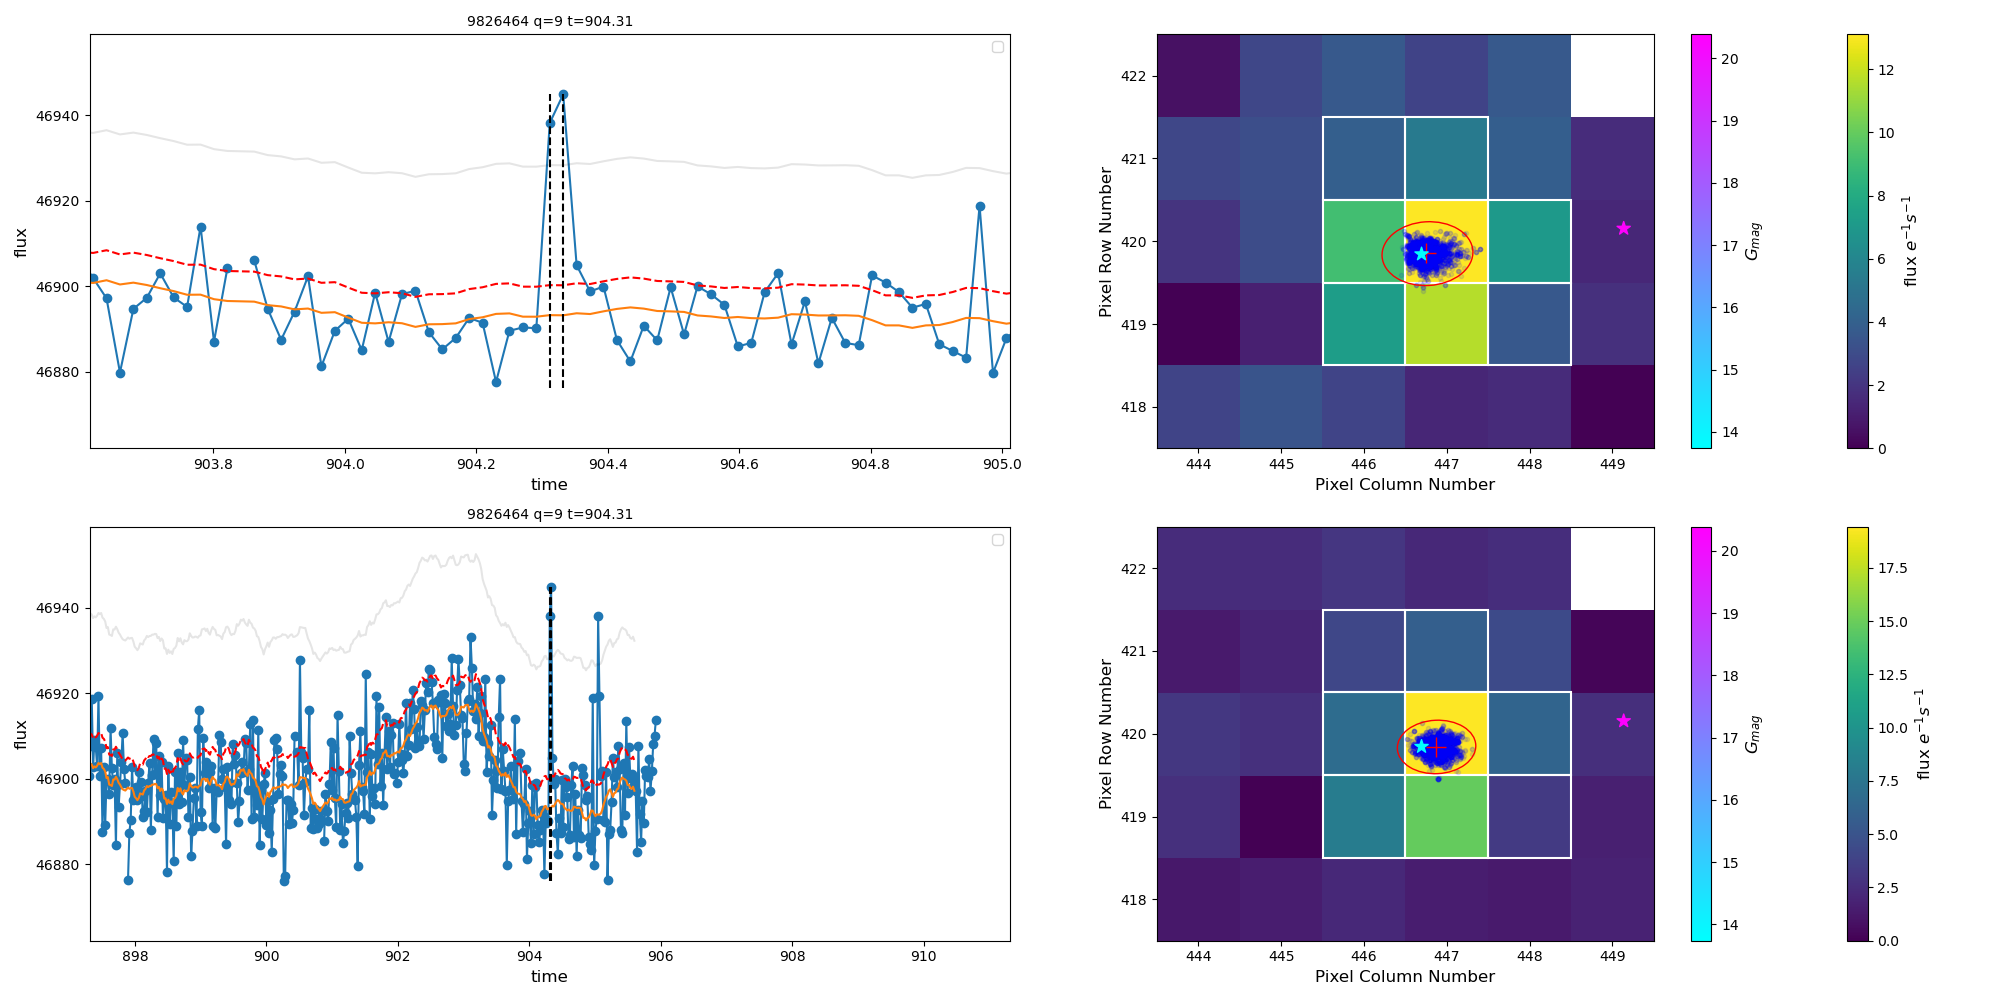 9826464 q=9 t=904.31
flux
46940
46920
46900
46880
903.8 904.0 904.2 904.4 904.6 904.8 905.0
time
Pixel Row Number
422
421
420
419
418
444 445 446 447 448 449
Pixel Column Number
20
19
18
17
16
15
14
G_mag
12
10
8
6
4
2
0
flux e⁻¹s⁻¹
9826464 q=9 t=904.31
flux
46940
46920
46900
46880
898 900 902 904 906 908 910
time
Pixel Row Number
422
421
420
419
418
444 445 446 447 448 449
Pixel Column Number
20
19
18
17
16
15
14
G_mag
17.5
15.0
12.5
10.0
7.5
5.0
2.5
0.0
flux e⁻¹s⁻¹